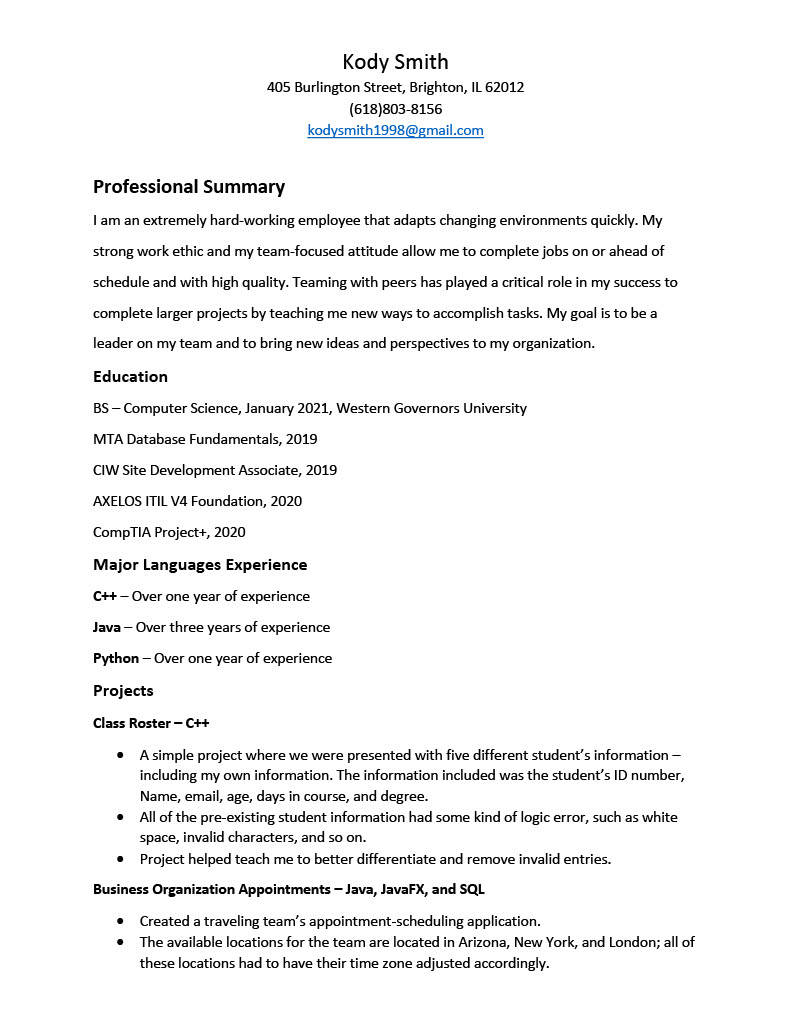 Kody Smith
405 Burlington Street, Brighton, IL 62012
(618)803-8156
kodysmith1998@gmail.com
Professional Summary
I am an extremely hard-working employee that adapts changing environments quickly. My
strong work ethic and my team-focused attitude allow me to complete jobs on or ahead of
schedule and with high quality. Teaming with peers has played a critical role in my success to
complete larger projects by teaching me new ways to accomplish tasks. My goal is to be a
leader on my team and to bring new ideas and perspectives to my organization.
Education
BS – Computer Science, January 2021, Western Governors University
MTA Database Fundamentals, 2019
CIW Site Development Associate, 2019
AXELOS ITIL V4 Foundation, 2020
CompTIA Project+, 2020
Major Languages Experience
C++ – Over one year of experience
Java – Over three years of experience
Python – Over one year of experience
Projects
Class Roster – C++
• A simple project where we were presented with five different student’s information –
including my own information. The information included was the student’s ID number,
Name, email, age, days in course, and degree.
• All of the pre-existing student information had some kind of logic error, such as white
space, invalid characters, and so on.
• Project helped teach me to better differentiate and remove invalid entries.
Business Organization Appointments – Java, JavaFX, and SQL
• Created a traveling team’s appointment-scheduling application.
• The available locations for the team are located in Arizona, New York, and London; all of
these locations had to have their time zone adjusted accordingly.